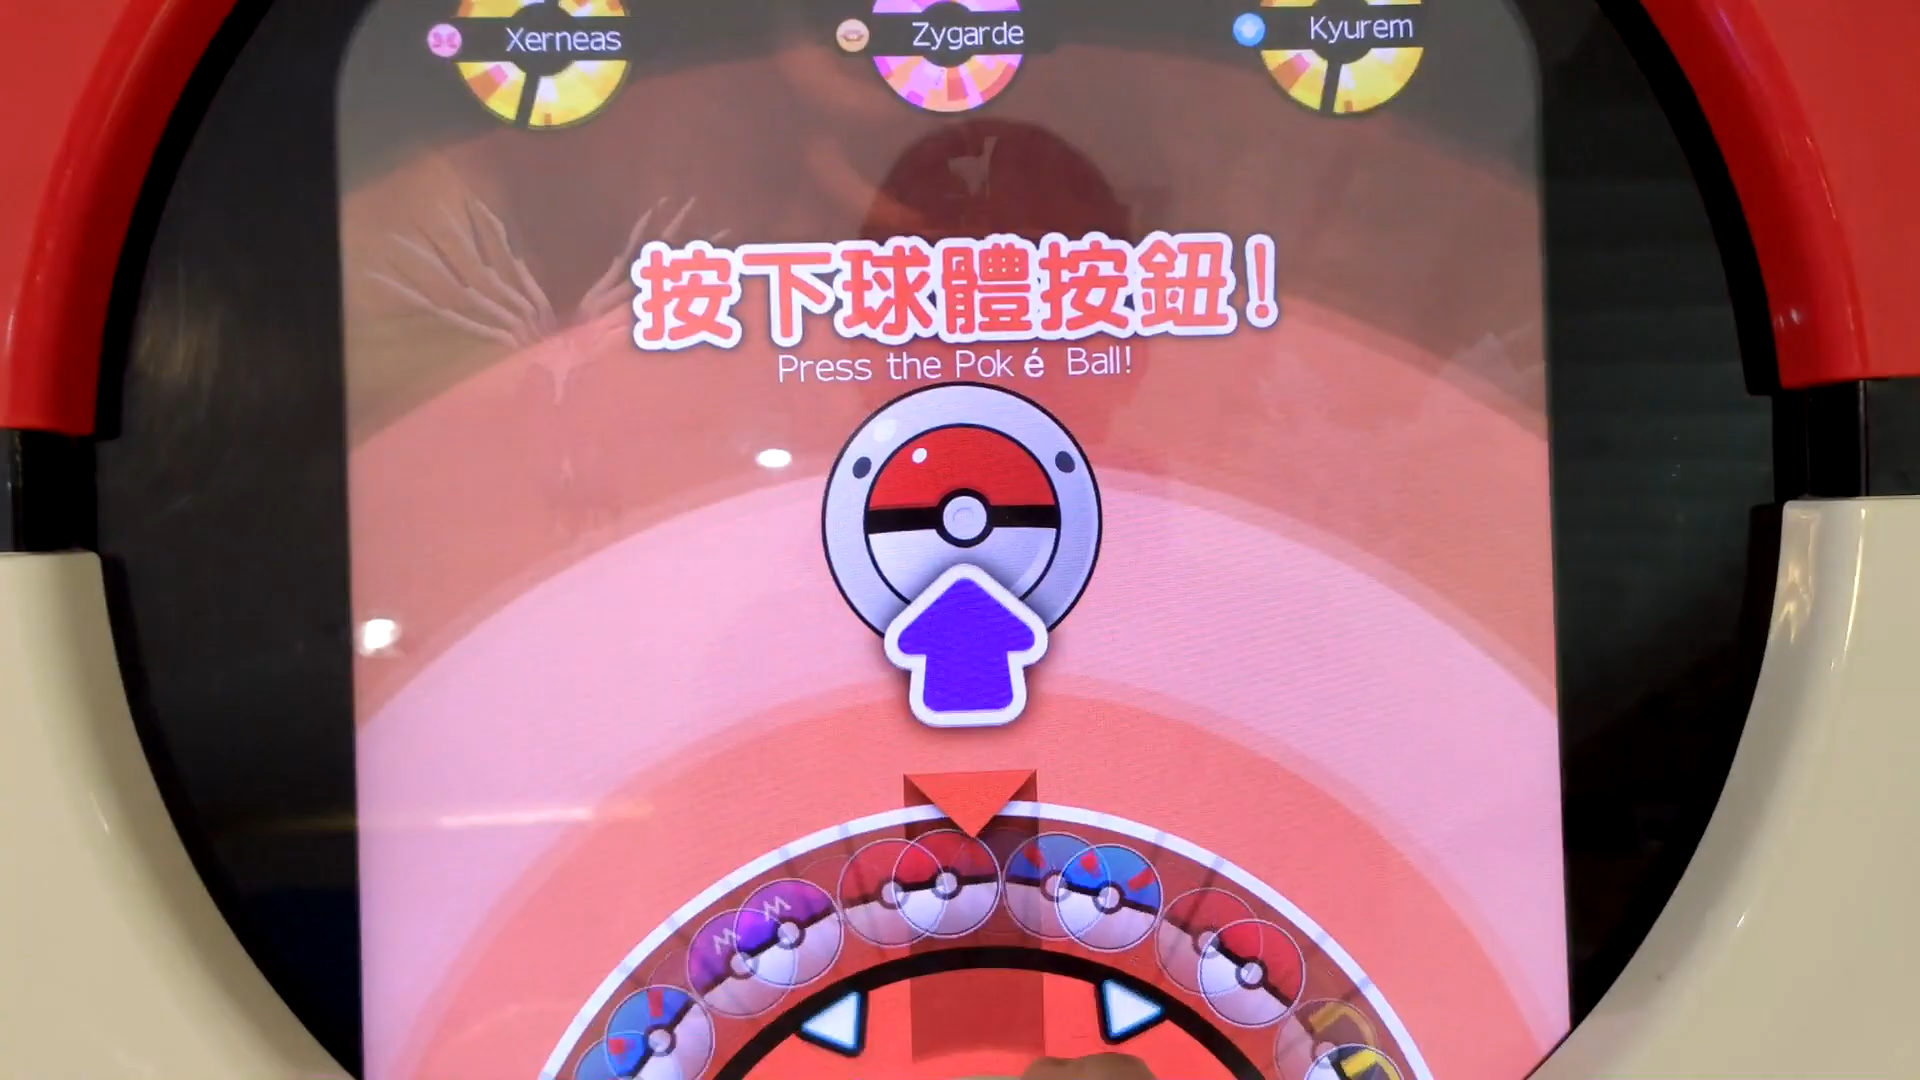 Xerneas
Zygarde
Kyurem
按下球體按鈕！
Press the Poké Ball!